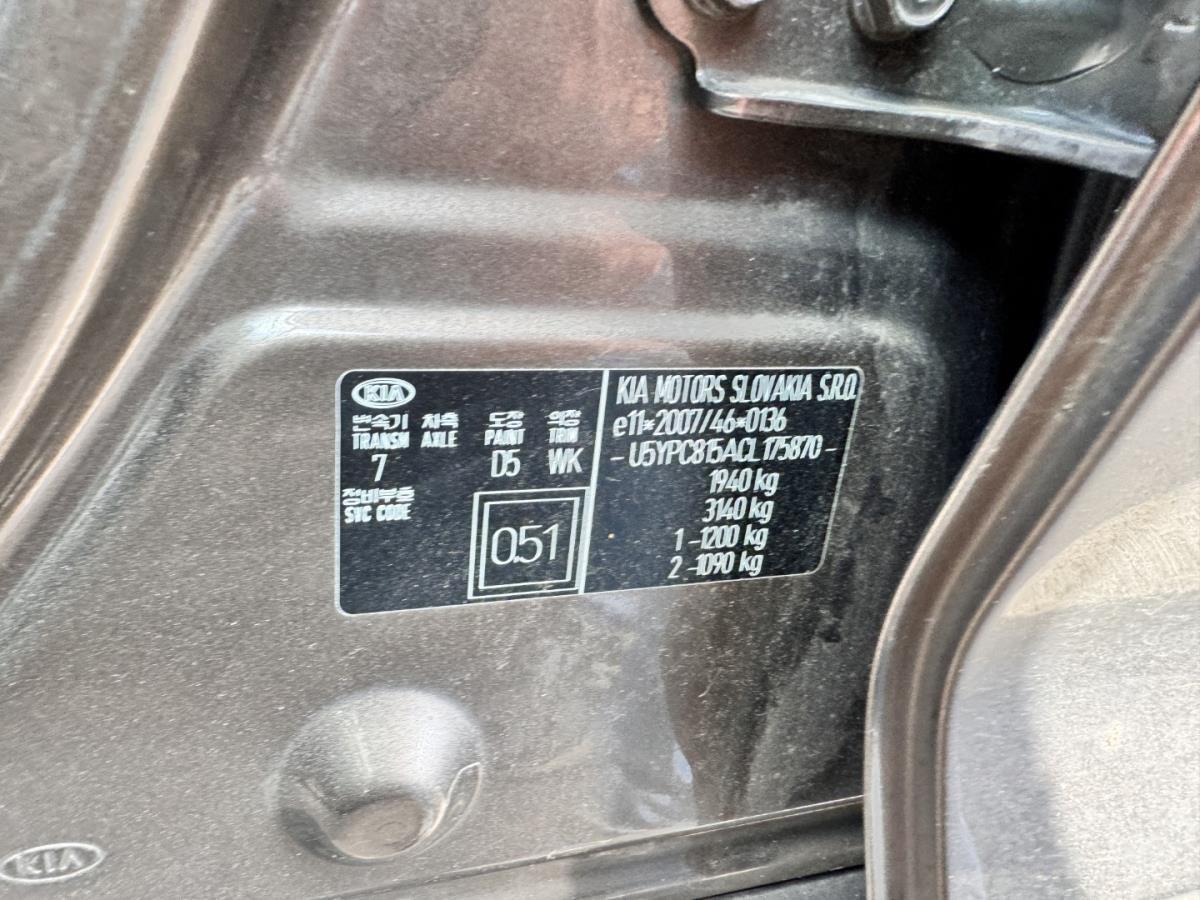 KIA
변속기 차축 도장 의장
TRANSM AXLE PAINT TRIM
7 D5 WK
정비부호
SVC CODE
0.51
KIA MOTORS SLOVAKIA S.R.O.
e11*2007/46*0136
- U5YPC815ACL175870 -
1940 kg
3140 kg
1 -1200 kg
2 -1090 kg
KIA